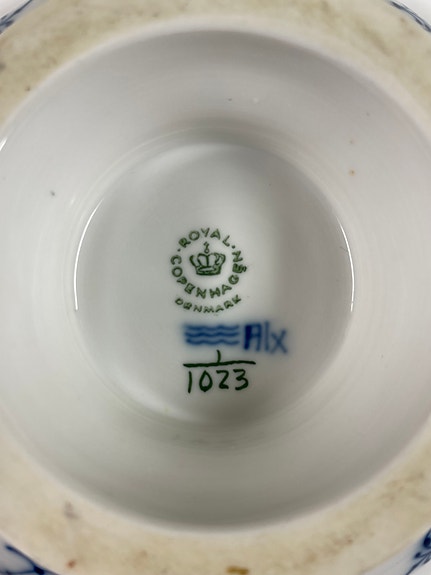 ROYAL
COPENHAGEN
DENMARK
Alx
1
1023